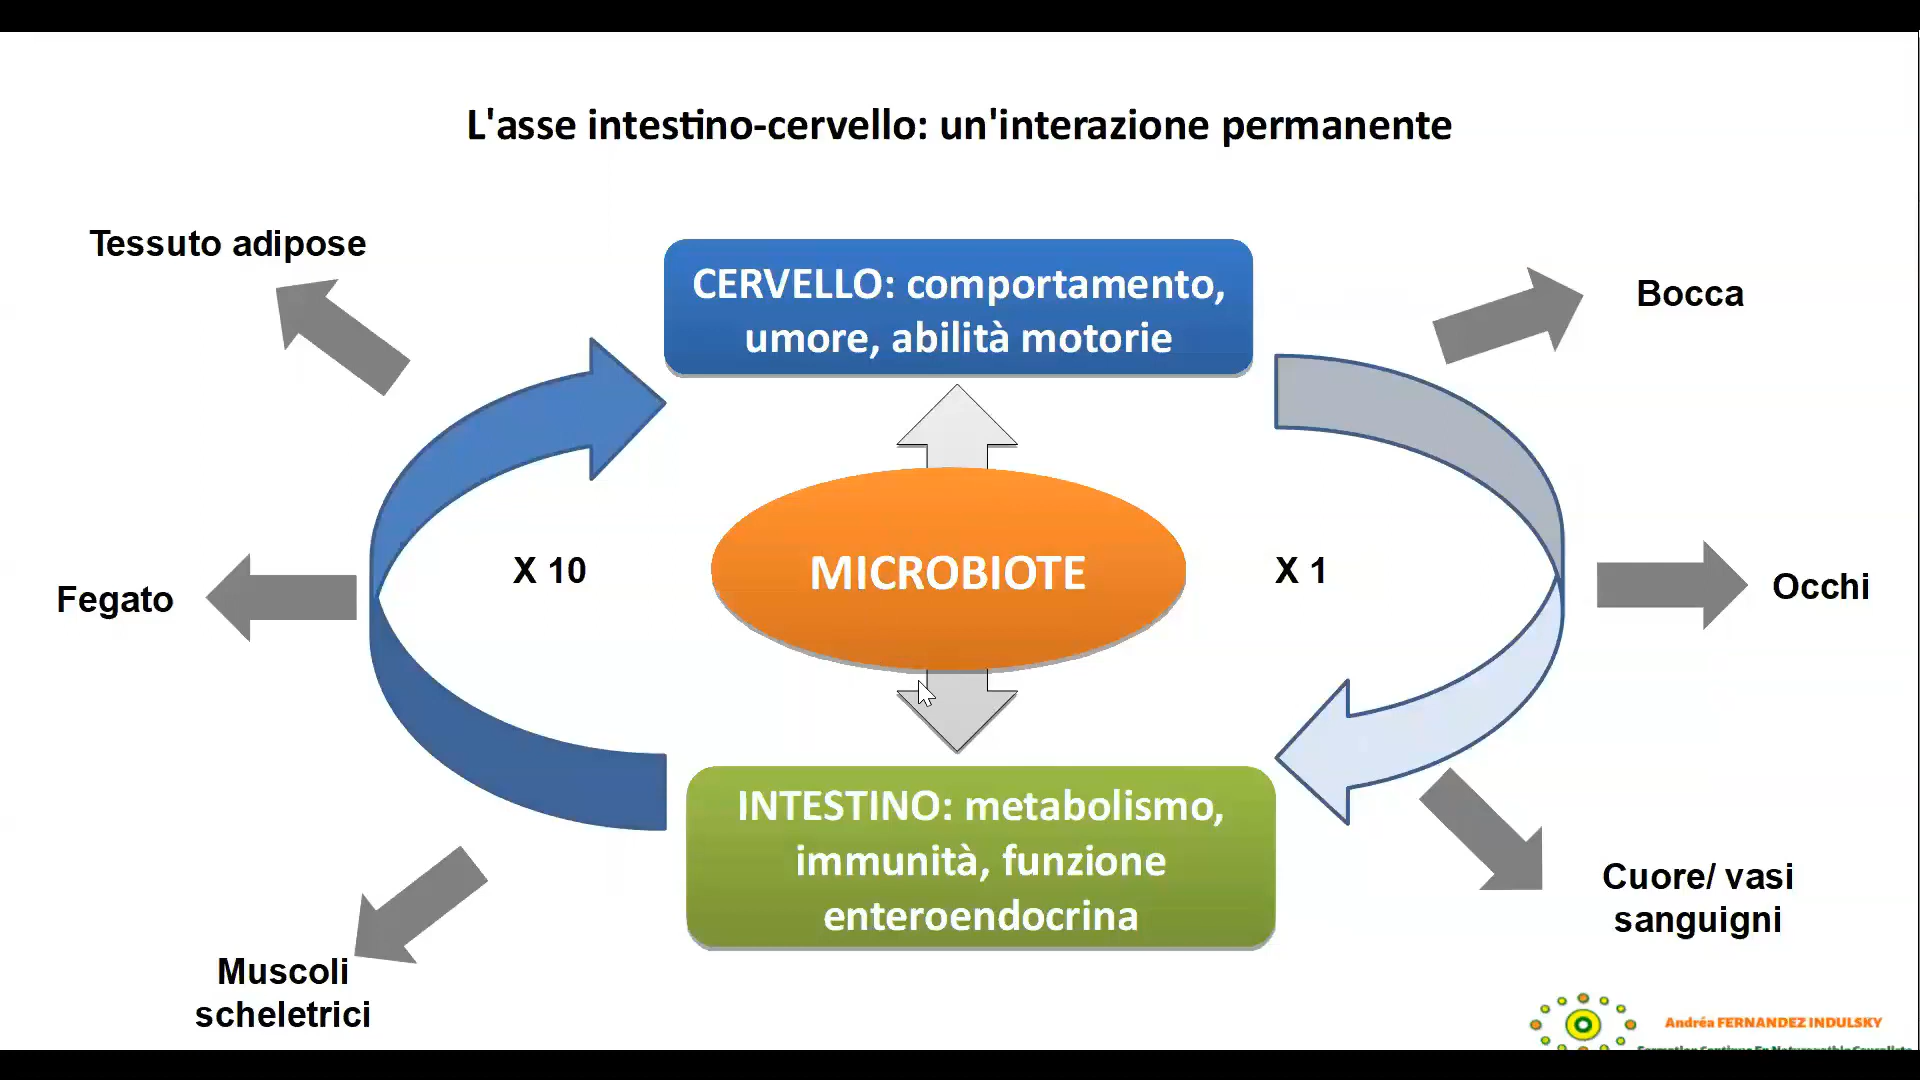 L'asse intestino-cervello: un'interazione permanente
Tessuto adipose
CERVELLO: comportamento,
umore, abilità motorie
Bocca
Fegato
X 10
MICROBIOTE
X 1
Occhi
INTESTINO: metabolismo,
immunità, funzione
enteroendocrina
Cuore/ vasi
sanguigni
Muscoli
scheletrici
Andréa FERNANDEZ INDULSKY